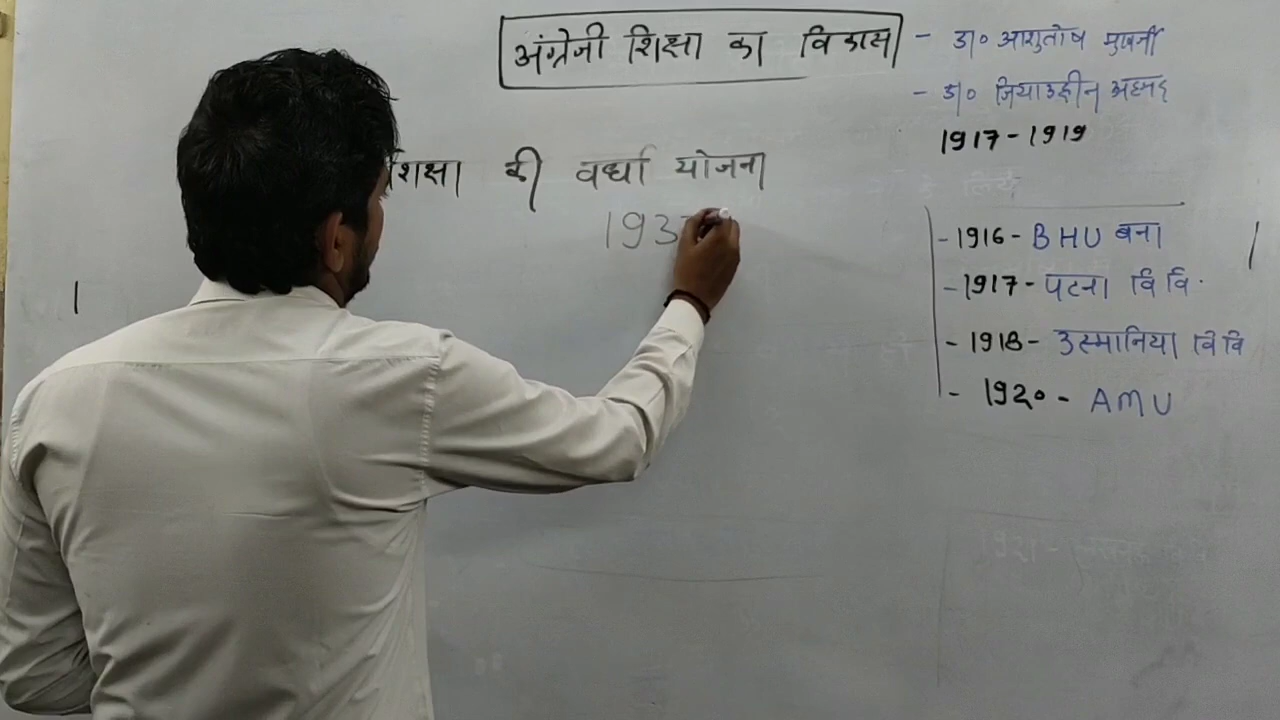 अंग्रेजी शिक्षा का विकास
- डा० आशुतोष मुखर्जी
- डा० जियाउद्दीन अहमद
1917 - 1919
शिक्षा की वर्धा योजना
193
- 1916 - BHU बना
- 1917 - पटना वि वि.
- 1918 - उस्मानिया वि वि
- 1920 - AMU